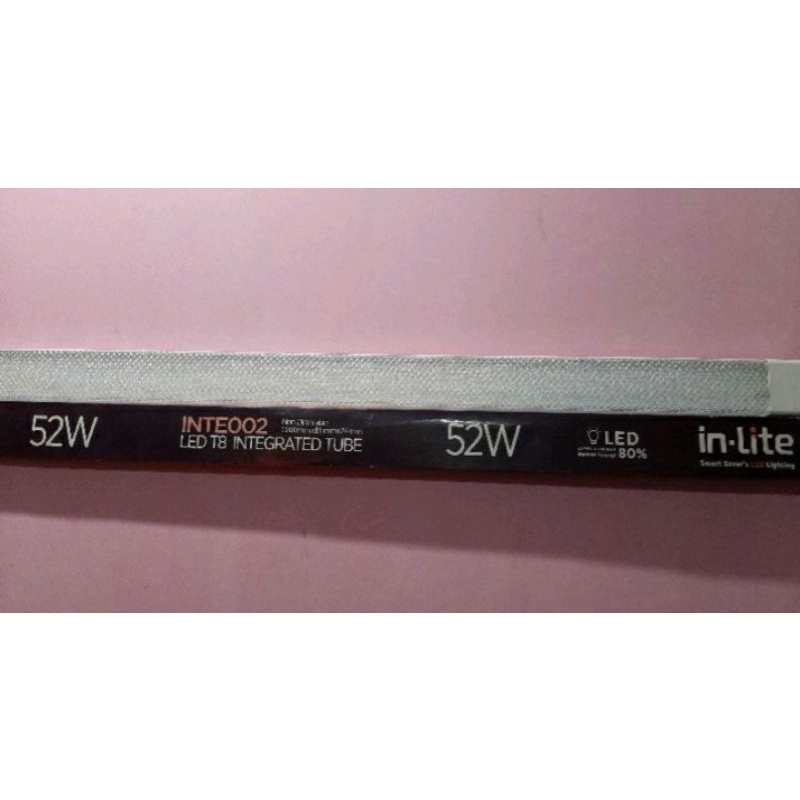 52W
INTE002
LED T8 INTEGRATED TUBE
52W
LED
80%
in·lite
Smart Saver's LED Lighting